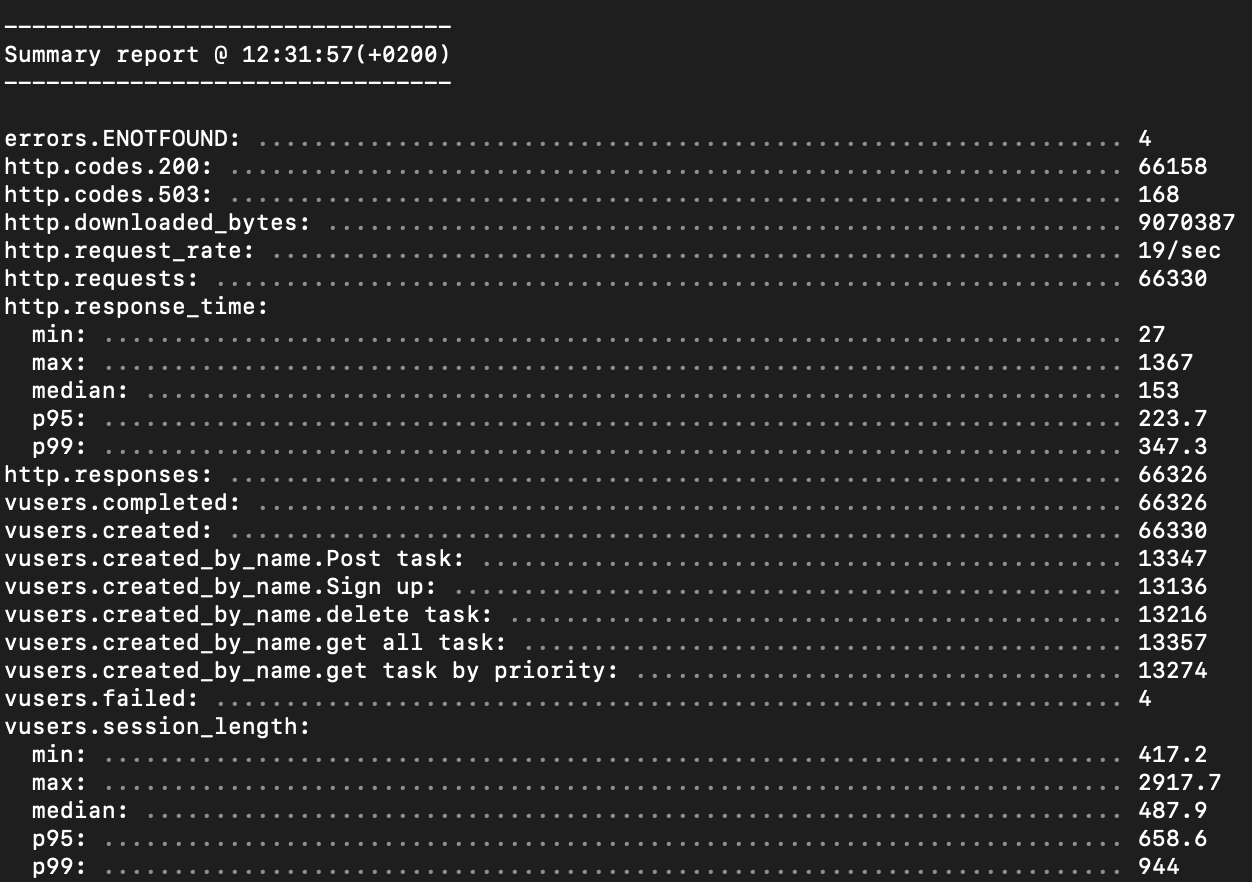 --------------------------------
Summary report @ 12:31:57(+0200)
--------------------------------

errors.ENOTFOUND: .............................................................. 4
http.codes.200: ................................................................ 66158
http.codes.503: ................................................................ 168
http.downloaded_bytes: ......................................................... 9070387
http.request_rate: ............................................................. 19/sec
http.requests: ................................................................. 66330
http.response_time:
  min: ......................................................................... 27
  max: ......................................................................... 1367
  median: ...................................................................... 153
  p95: ......................................................................... 223.7
  p99: ......................................................................... 347.3
http.responses: ................................................................ 66326
vusers.completed: .............................................................. 66326
vusers.created: ................................................................ 66330
vusers.created_by_name.Post task: .............................................. 13347
vusers.created_by_name.Sign up: ................................................ 13136
vusers.created_by_name.delete task: ............................................ 13216
vusers.created_by_name.get all task: ........................................... 13357
vusers.created_by_name.get task by priority: ................................... 13274
vusers.failed: ................................................................. 4
vusers.session_length:
  min: ......................................................................... 417.2
  max: ......................................................................... 2917.7
  median: ...................................................................... 487.9
  p95: ......................................................................... 658.6
  p99: ......................................................................... 944